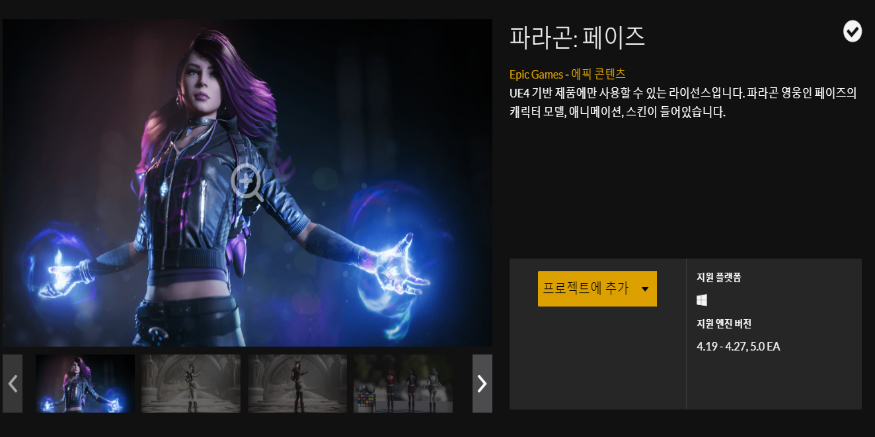 파라곤: 페이즈
Epic Games - 에픽 콘텐츠
UE4 기반 제품에만 사용할 수 있는 라이선스입니다. 파라곤 영웅인 페이즈의
캐릭터 모델, 애니메이션, 스킨이 들어있습니다.
프로젝트에 추가
지원 플랫폼
지원 엔진 버전
4.19 - 4.27, 5.0 EA